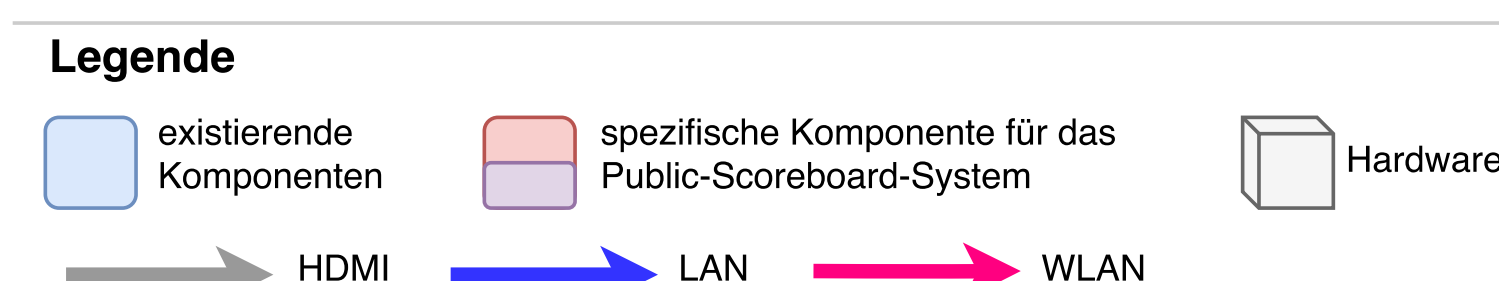 Legende
existierende
Komponenten
spezifische Komponente für das
Public-Scoreboard-System
Hardware
HDMI
LAN
WLAN